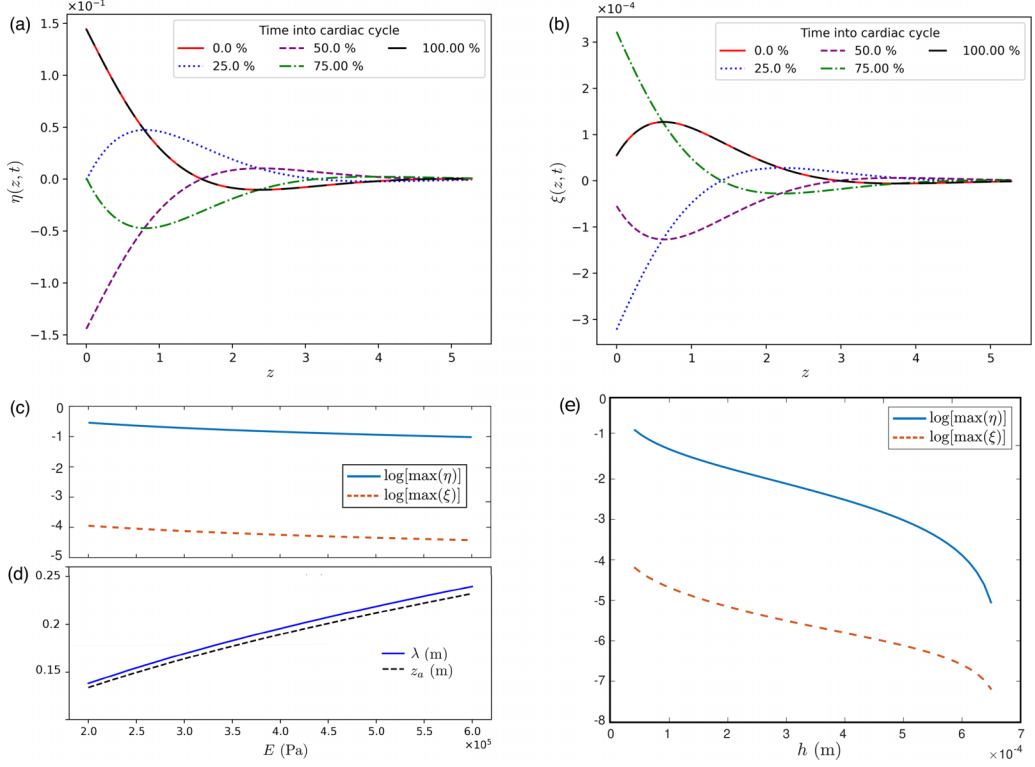 (a)
×10⁻¹
Time into cardiac cycle
0.0 % 50.0 % 100.00 %
25.0 % 75.00 %
1.5
1.0
0.5
0.0
−0.5
−1.0
−1.5
η(z, t)
0 1 2 3 4 5
z
(b)
×10⁻⁴
Time into cardiac cycle
0.0 % 50.0 % 100.00 %
25.0 % 75.00 %
3
2
1
0
−1
−2
−3
ξ(z, t)
0 1 2 3 4 5
z
(c)
0
-1
-2
-3
-4
-5
log[max(η)]
log[max(ξ)]
(d)
0.25
0.2
0.15
λ (m)
zₐ (m)
2.0 2.5 3.0 3.5 4.0 4.5 5.0 5.5 6.0
×10⁵
E (Pa)
(e)
0
-1
-2
-3
-4
-5
-6
-7
-8
log[max(η)]
log[max(ξ)]
0 1 2 3 4 5 6 7
h (m)
×10⁻⁴